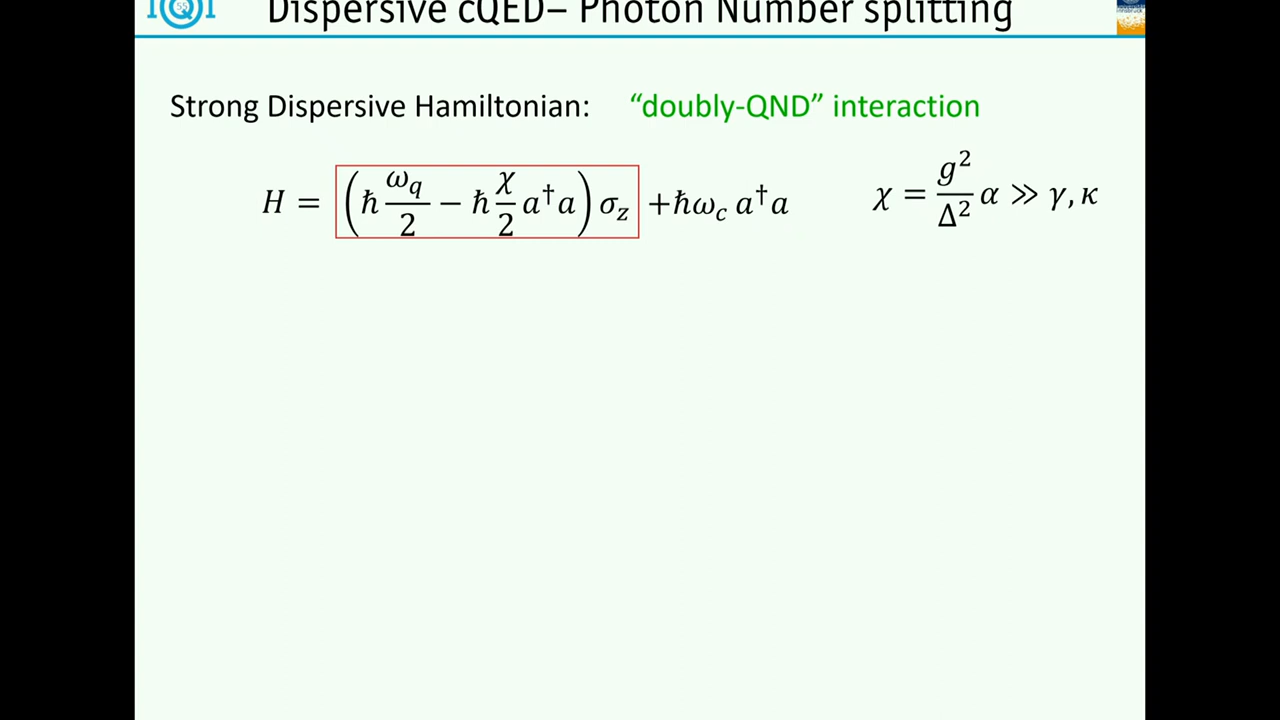 Dispersive cQED– Photon Number splitting
Strong Dispersive Hamiltonian: “doubly-QND” interaction
H = (ħ ω_q/2 − ħ χ/2 a†a) σ_z +ħω_c a†a
χ = g²/Δ² α ≫ γ, κ